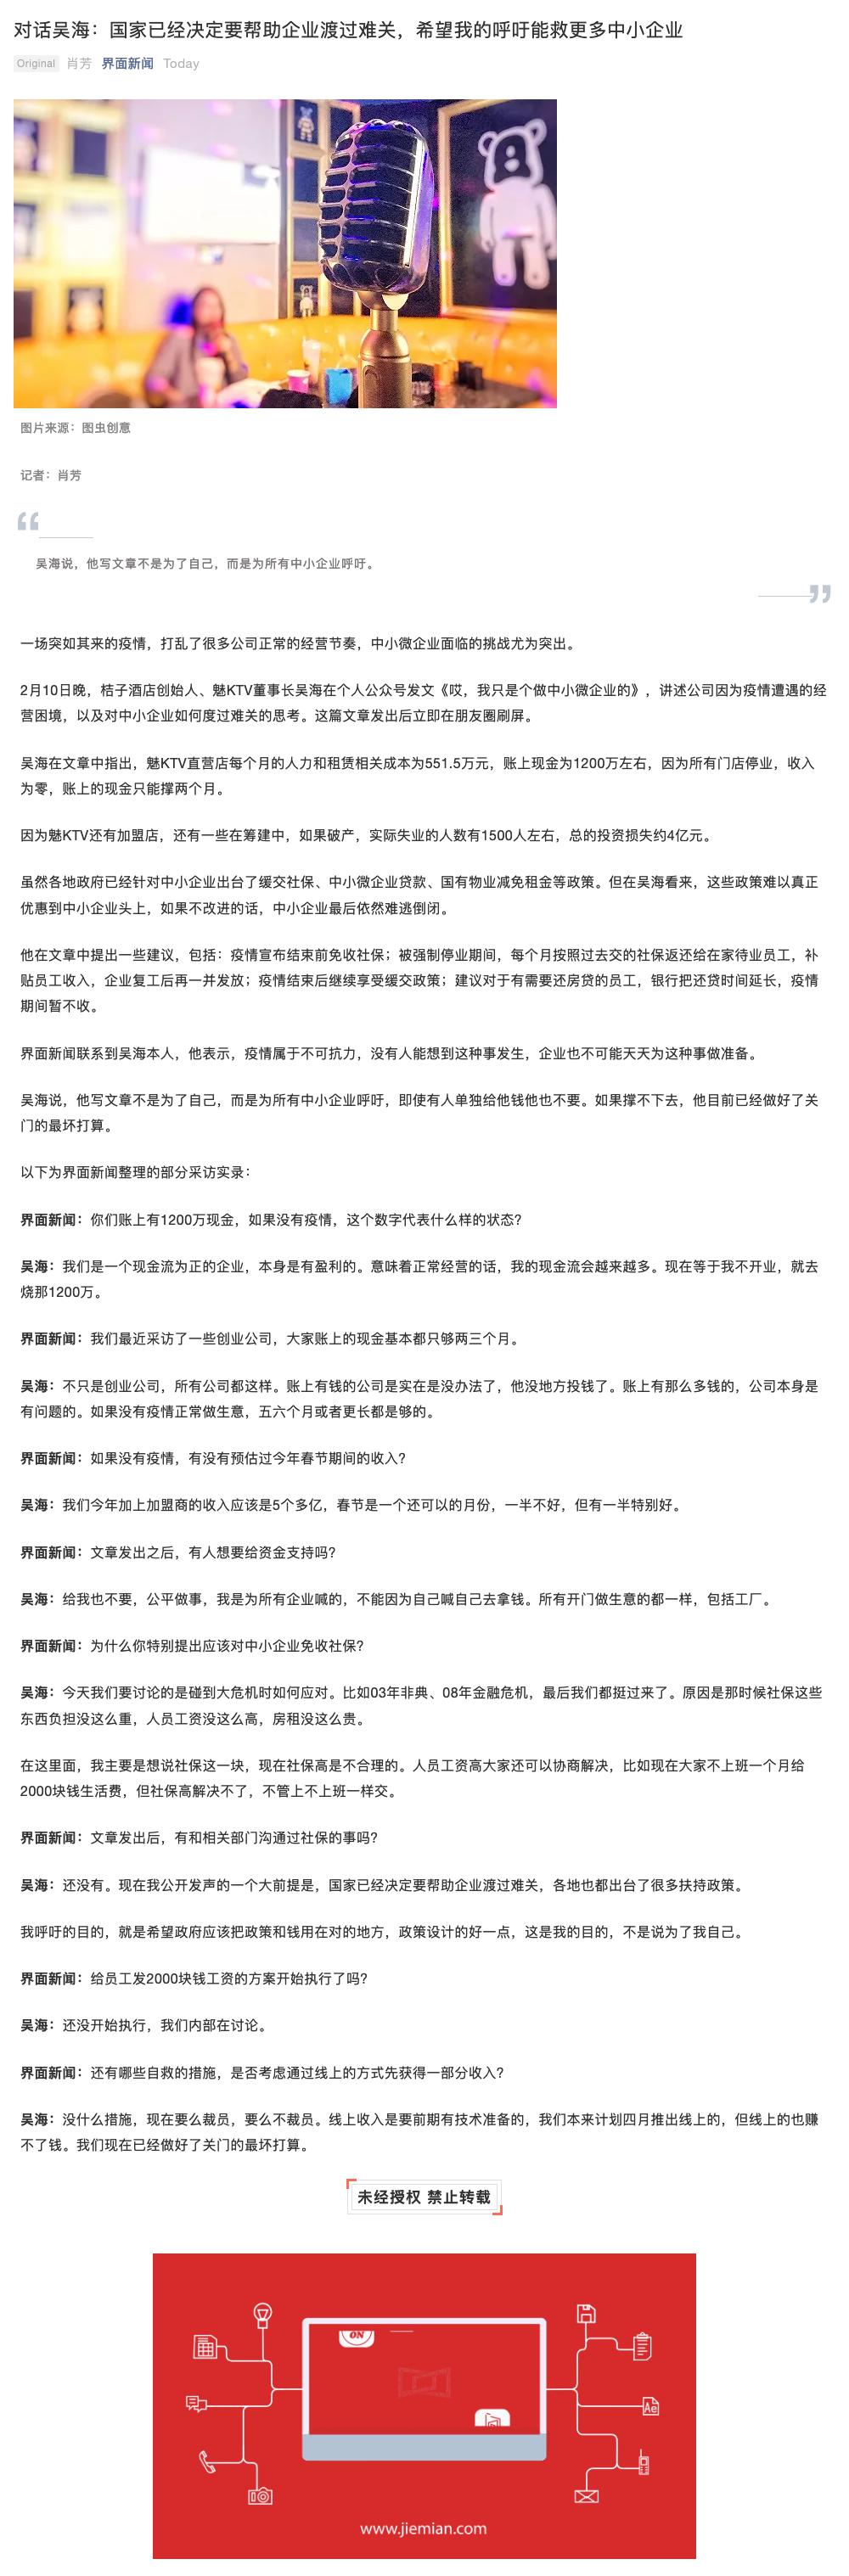 对话吴海：国家已经决定要帮助企业渡过难关，希望我的呼吁能救更多中小企业
Original 肖芳 界面新闻 Today
图片来源：图虫创意
记者：肖芳
“
吴海说，他写文章不是为了自己，而是为所有中小企业呼吁。
”
一场突如其来的疫情，打乱了很多公司正常的经营节奏，中小微企业面临的挑战尤为突出。
2月10日晚，桔子酒店创始人、魅KTV董事长吴海在个人公众号发文《哎，我只是个做中小微企业的》，讲述公司因为疫情遭遇的经
营困境，以及对中小企业如何度过难关的思考。这篇文章发出后立即在朋友圈刷屏。
吴海在文章中指出，魅KTV直营店每个月的人力和租赁相关成本为551.5万元，账上现金为1200万左右，因为所有门店停业，收入
为零，账上的现金只能撑两个月。
因为魅KTV还有加盟店，还有一些在筹建中，如果破产，实际失业的人数有1500人左右，总的投资损失约4亿元。
虽然各地政府已经针对中小企业出台了缓交社保、中小微企业贷款、国有物业减免租金等政策。但在吴海看来，这些政策难以真正
优惠到中小企业头上，如果不改进的话，中小企业最后依然难逃倒闭。
他在文章中提出一些建议，包括：疫情宣布结束前免收社保；被强制停业期间，每个月按照过去交的社保返还给在家待业员工，补
贴员工收入，企业复工后再一并发放；疫情结束后继续享受缓交政策；建议对于有需要还房贷的员工，银行把还贷时间延长，疫情
期间暂不收。
界面新闻联系到吴海本人，他表示，疫情属于不可抗力，没有人能想到这种事发生，企业也不可能天天为这种事做准备。
吴海说，他写文章不是为了自己，而是为所有中小企业呼吁，即使有人单独给他钱他也不要。如果撑不下去，他目前已经做好了关
门的最坏打算。
以下为界面新闻整理的部分采访实录：
界面新闻：你们账上有1200万现金，如果没有疫情，这个数字代表什么样的状态？
吴海：我们是一个现金流为正的企业，本身是有盈利的。意味着正常经营的话，我的现金流会越来越多。现在等于我不开业，就去
烧那1200万。
界面新闻：我们最近采访了一些创业公司，大家账上的现金基本都只够两三个月。
吴海：不只是创业公司，所有公司都这样。账上有钱的公司是实在是没办法了，他没地方投钱了。账上有那么多钱的，公司本身是
有问题的。如果没有疫情正常做生意，五六个月或者更长都是够的。
界面新闻：如果没有疫情，有没有预估过今年春节期间的收入？
吴海：我们今年加上加盟商的收入应该是5个多亿，春节是一个还可以的月份，一半不好，但有一半特别好。
界面新闻：文章发出之后，有人想要给资金支持吗？
吴海：给我也不要，公平做事，我是为所有企业喊的，不能因为自己喊自己去拿钱。所有开门做生意的都一样，包括工厂。
界面新闻：为什么你特别提出应该对中小企业免收社保？
吴海：今天我们要讨论的是碰到大危机时如何应对。比如03年非典、08年金融危机，最后我们都挺过来了。原因是那时候社保这些
东西负担没这么重，人员工资没这么高，房租没这么贵。
在这里面，我主要是想说社保这一块，现在社保高是不合理的。人员工资高大家还可以协商解决，比如现在大家不上班一个月给
2000块钱生活费，但社保高解决不了，不管上不上班一样交。
界面新闻：文章发出后，有和相关部门沟通过社保的事吗？
吴海：还没有。现在我公开发声的一个大前提是，国家已经决定要帮助企业渡过难关，各地也都出台了很多扶持政策。
我呼吁的目的，就是希望政府应该把政策和钱用在对的地方，政策设计的好一点，这是我的目的，不是说为了我自己。
界面新闻：给员工发2000块钱工资的方案开始执行了吗？
吴海：还没开始执行，我们内部在讨论。
界面新闻：还有哪些自救的措施，是否考虑通过线上的方式先获得一部分收入？
吴海：没什么措施，现在要么裁员，要么不裁员。线上收入是要前期有技术准备的，我们本来计划四月推出线上的，但线上的也赚
不了钱。我们现在已经做好了关门的最坏打算。
未经授权 禁止转载
ON
Ae
www.jiemian.com